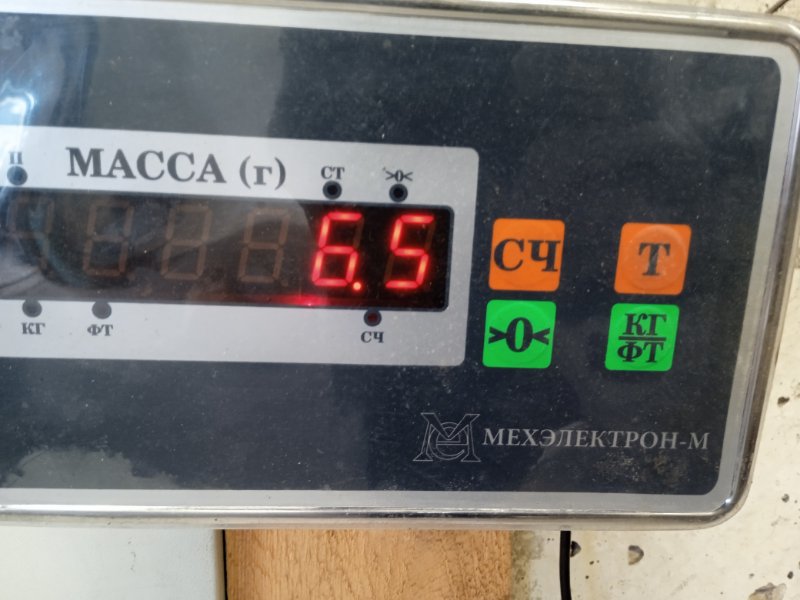 П
МАССА (г)
СТ
>0<
6.5
КГ
ФТ
СЧ
СЧ
Т
>0<
КГ
ФТ
МЕХЭЛЕКТРОН-М